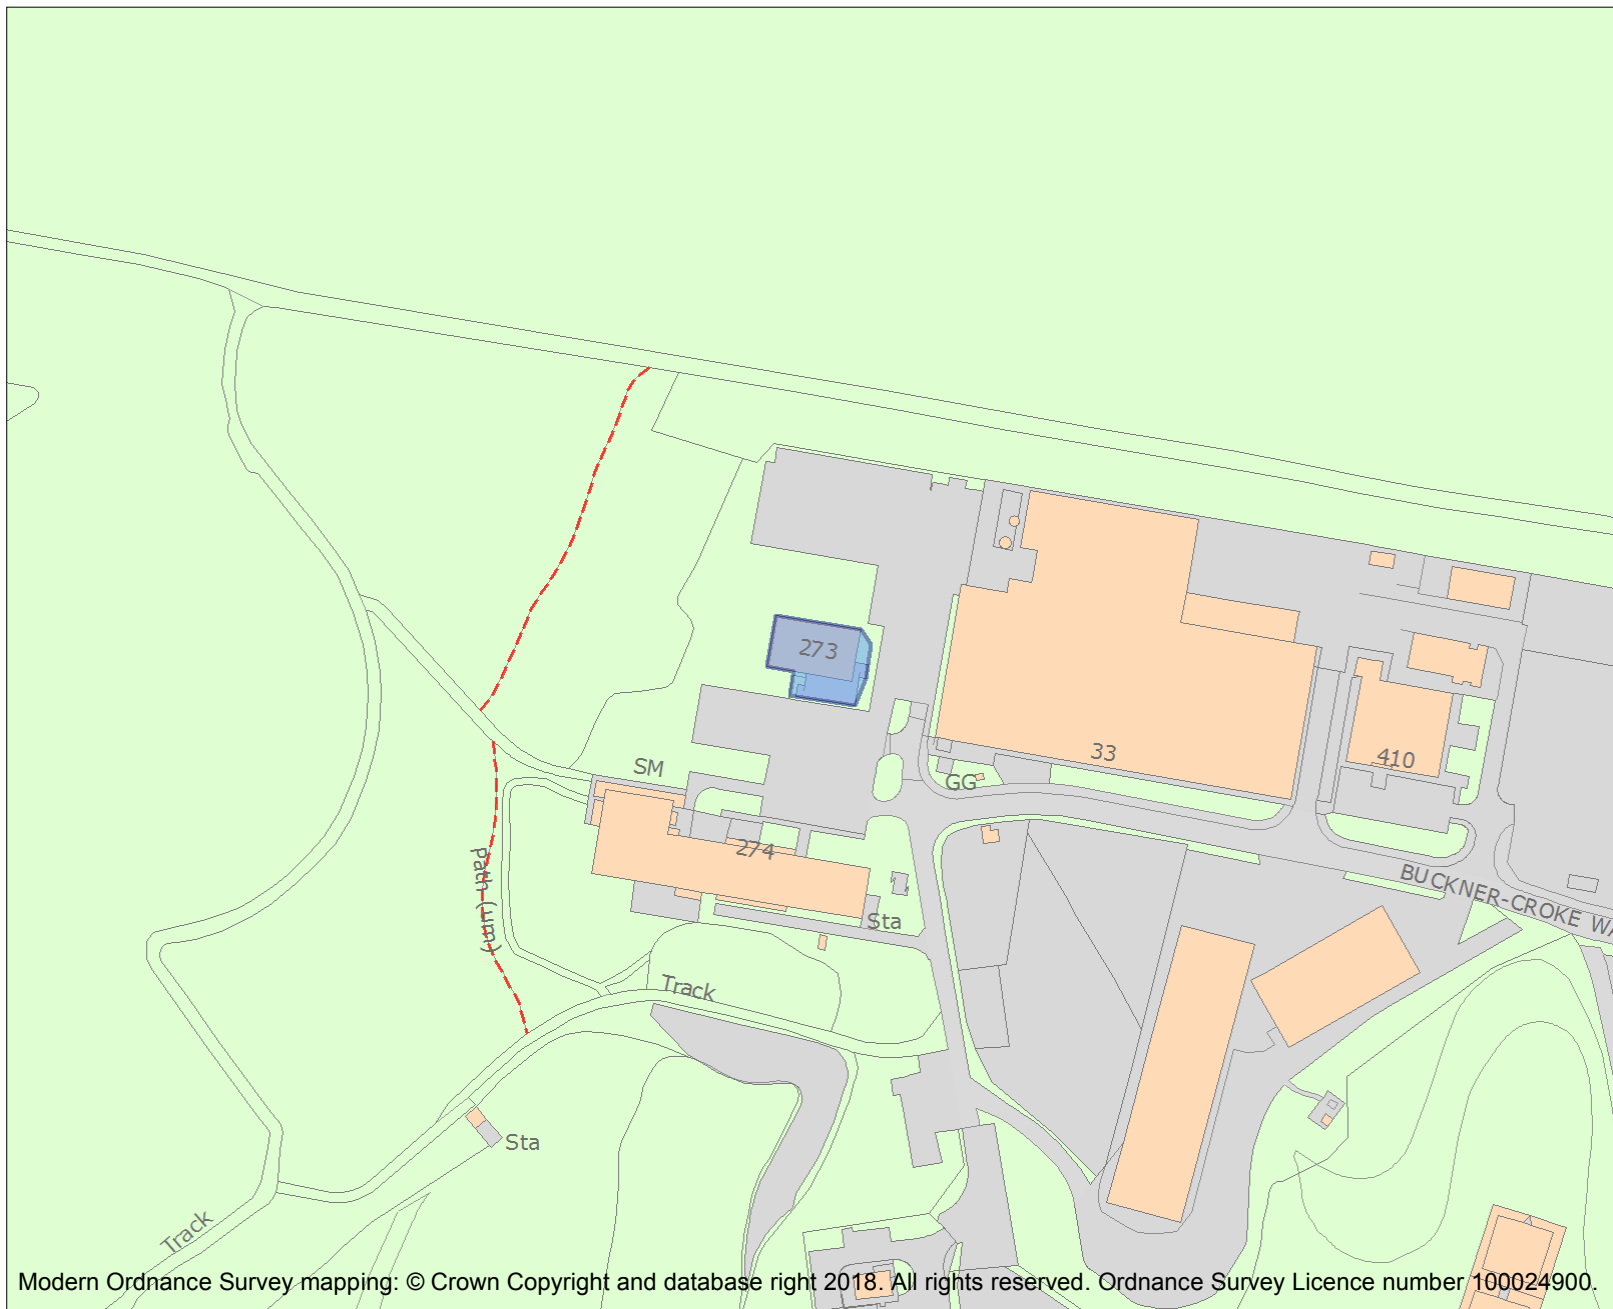 273
SM
33
410
GG
274
BUCKNER-CROKE WA
Path (um)
Sta
Track
Sta
Track
Modern Ordnance Survey mapping: © Crown Copyright and database right 2018. All rights reserved. Ordnance Survey Licence number 100024900.